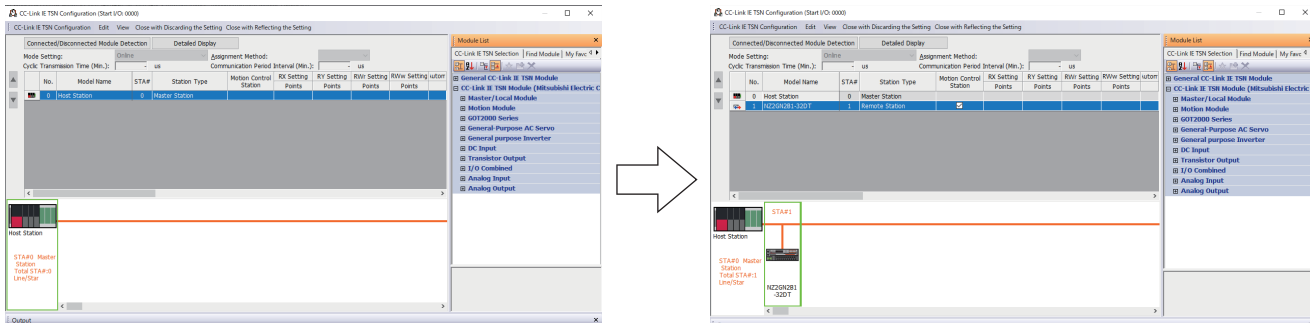 CC-Link IE TSN Configuration (Start I/O: 0000)
CC-Link IE TSN Configuration Edit View Close with Discarding the Setting Close with Reflecting the Setting
Connected/Disconnected Module Detection Detailed Display
Mode Setting: Online Assignment Method:
Cyclic Transmission Time (Min.): - us Communication Period Interval (Min.): - us
No. Model Name STA# Station Type Motion Control Station RX Setting Points RY Setting Points RWr Setting Points RWw Setting Points utom
0 Host Station 0 Master Station
Host Station
STA#0 Master
Station
Total STA#:0
Line/Star
Output
Module List
CC-Link IE TSN Selection Find Module My Favc
General CC-Link IE TSN Module
CC-Link IE TSN Module (Mitsubishi Electric C
Master/Local Module
Motion Module
GOT2000 Series
General-Purpose AC Servo
General purpose Inverter
DC Input
Transistor Output
I/O Combined
Analog Input
Analog Output
CC-Link IE TSN Configuration (Start I/O: 0000)
CC-Link IE TSN Configuration Edit View Close with Discarding the Setting Close with Reflecting the Setting
Connected/Disconnected Module Detection Detailed Display
Mode Setting: Online Assignment Method:
Cyclic Transmission Time (Min.): - us Communication Period Interval (Min.): - us
No. Model Name STA# Station Type Motion Control Station RX Setting Points RY Setting Points RWr Setting Points RWw Setting Points utom
0 Host Station 0 Master Station
1 NZ2GN2B1-32DT 1 Remote Station
STA#1
Host Station
STA#0 Master
Station
Total STA#:1
Line/Star
NZ2GN2B1
-32DT
Module List
CC-Link IE TSN Selection Find Module My Favc
General CC-Link IE TSN Module
CC-Link IE TSN Module (Mitsubishi Electric
Master/Local Module
Motion Module
GOT2000 Series
General-Purpose AC Servo
General purpose Inverter
DC Input
Transistor Output
I/O Combined
Analog Input
Analog Output